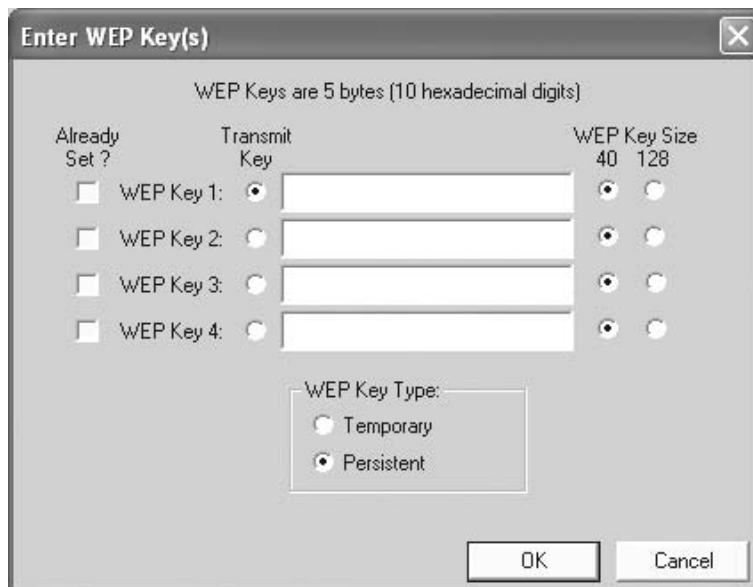 Enter WEP Key(s)
WEP Keys are 5 bytes (10 hexadecimal digits)
Already Set ?
Transmit Key
WEP Key Size
40 128
WEP Key 1:
WEP Key 2:
WEP Key 3:
WEP Key 4:
WEP Key Type:
Temporary
Persistent
OK Cancel